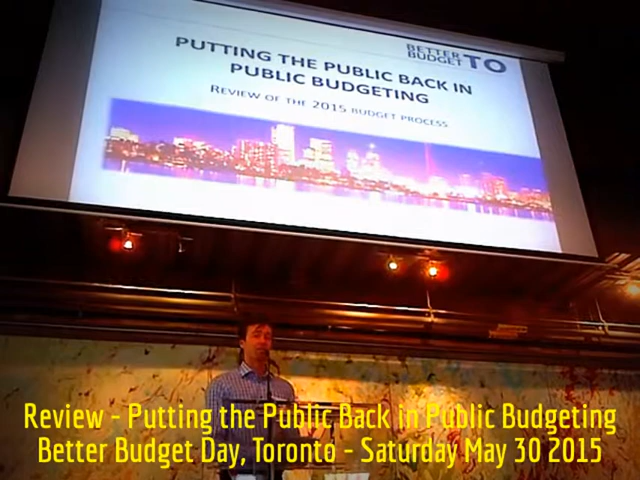 BETTER
BUDGET TO
PUTTING THE PUBLIC BACK IN
PUBLIC BUDGETING
REVIEW OF THE 2015 BUDGET PROCESS
Review - Putting the Public Back in Public Budgeting
Better Budget Day, Toronto - Saturday May 30 2015